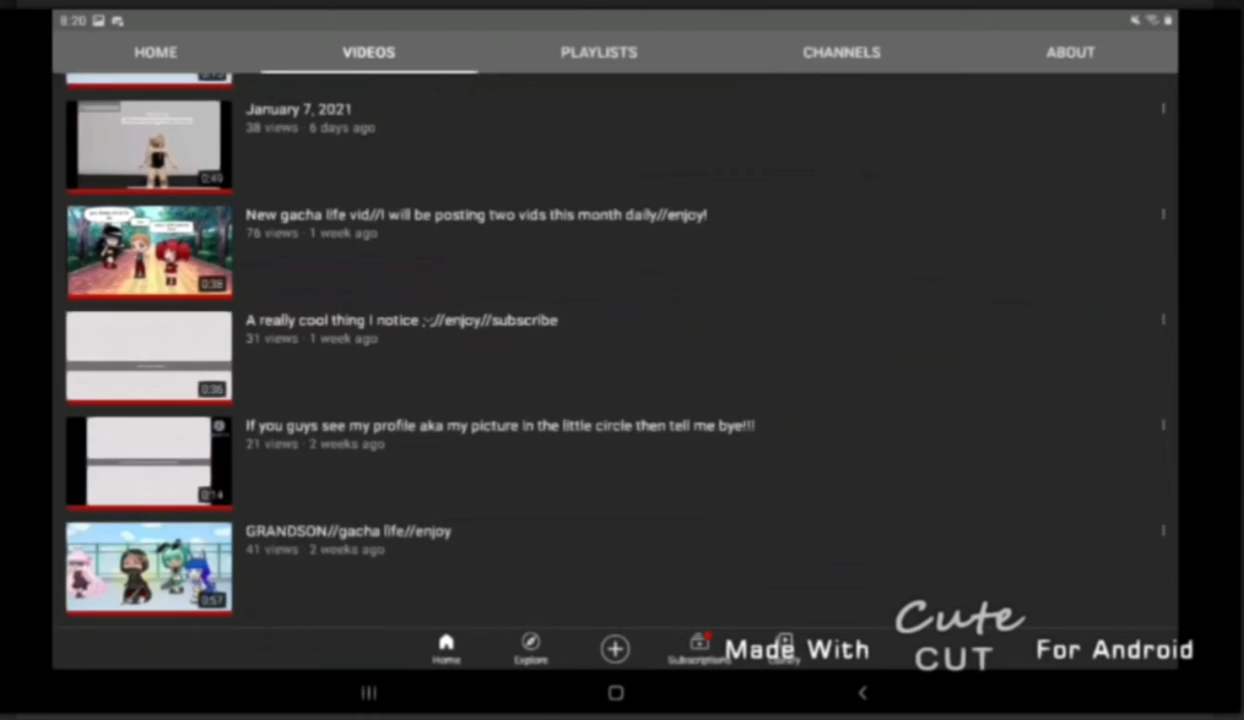 8:20
HOME VIDEOS PLAYLISTS CHANNELS ABOUT
January 7, 2021
38 views · 6 days ago
0:49
New gacha life vid//I will be posting two vids this month daily//enjoy!
76 views · 1 week ago
0:38
A really cool thing I notice ;-;//enjoy//subscribe
31 views · 1 week ago
0:36
If you guys see my profile aka my picture in the little circle then tell me bye!!!
21 views · 2 weeks ago
0:14
GRANDSON//gacha life//enjoy
41 views · 2 weeks ago
0:57
Home Explore Subscriptions Library
Made With Cute CUT For Android